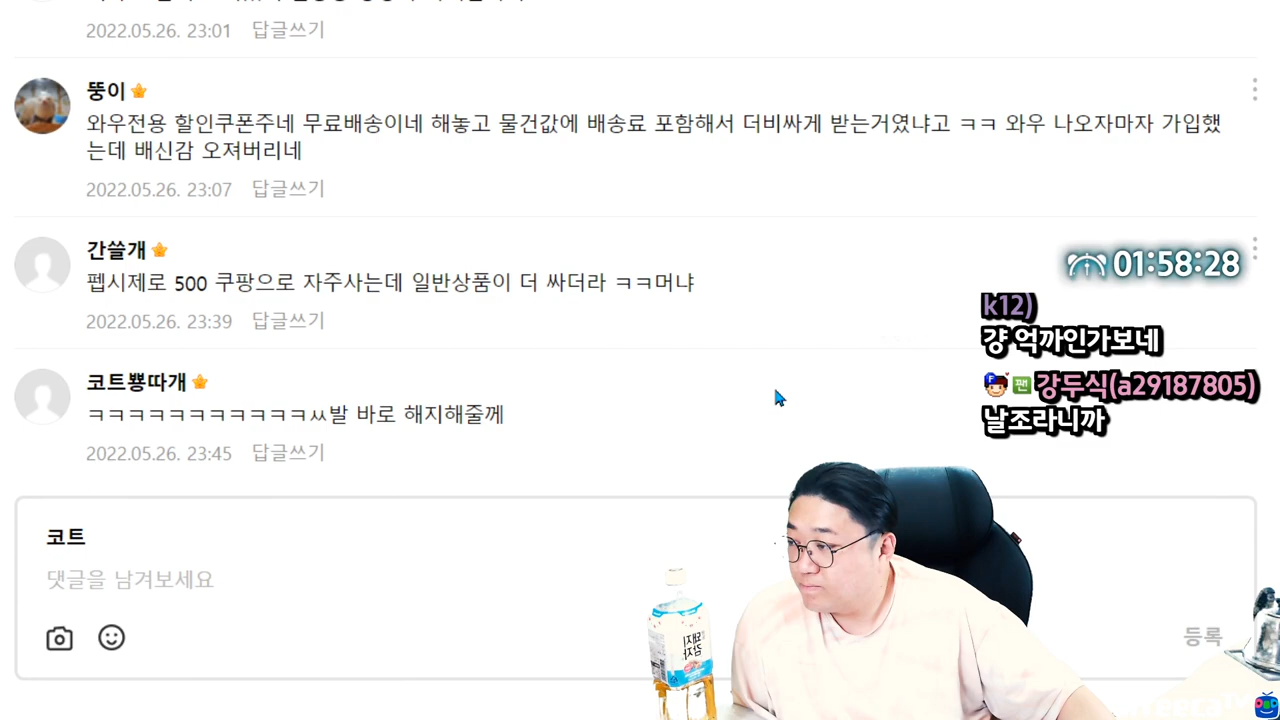 2022.05.26. 23:01 답글쓰기
뚱이
와우전용 할인쿠폰주네 무료배송이네 해놓고 물건값에 배송료 포함해서 더비싸게 받는거였냐고 ㅋㅋ 와우 나오자마자 가입했
는데 배신감 오져버리네
2022.05.26. 23:07 답글쓰기
간쓸개
펩시제로 500 쿠팡으로 자주사는데 일반상품이 더 싸더라 ㅋㅋ머냐
2022.05.26. 23:39 답글쓰기
01:58:28
k12)
걍 억까인가보네
팬 강두식(a29187805)
날조라니까
코트뿅따개
ㅋㅋㅋㅋㅋㅋㅋㅋㅋㅋㅋㅆ발 바로 해지해줄께
2022.05.26. 23:45 답글쓰기
코트
댓글을 남겨보세요
등록